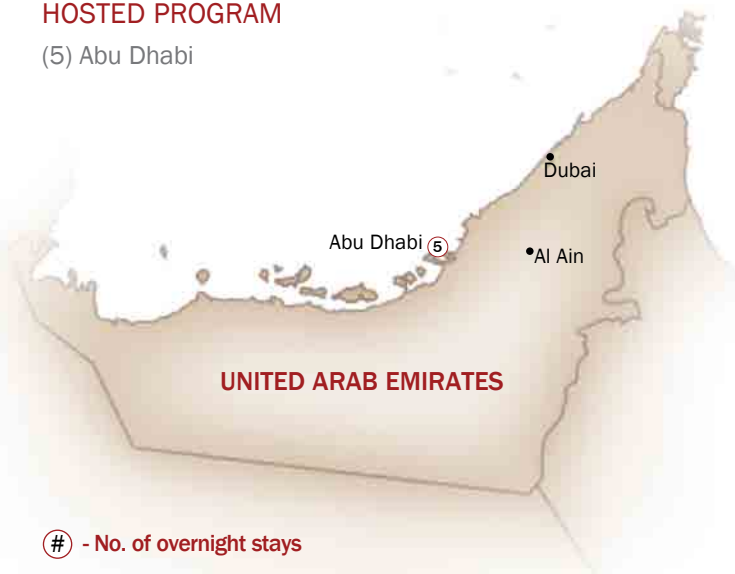 HOSTED PROGRAM
(5) Abu Dhabi
Dubai
Abu Dhabi 5
Al Ain
UNITED ARAB EMIRATES
# - No. of overnight stays